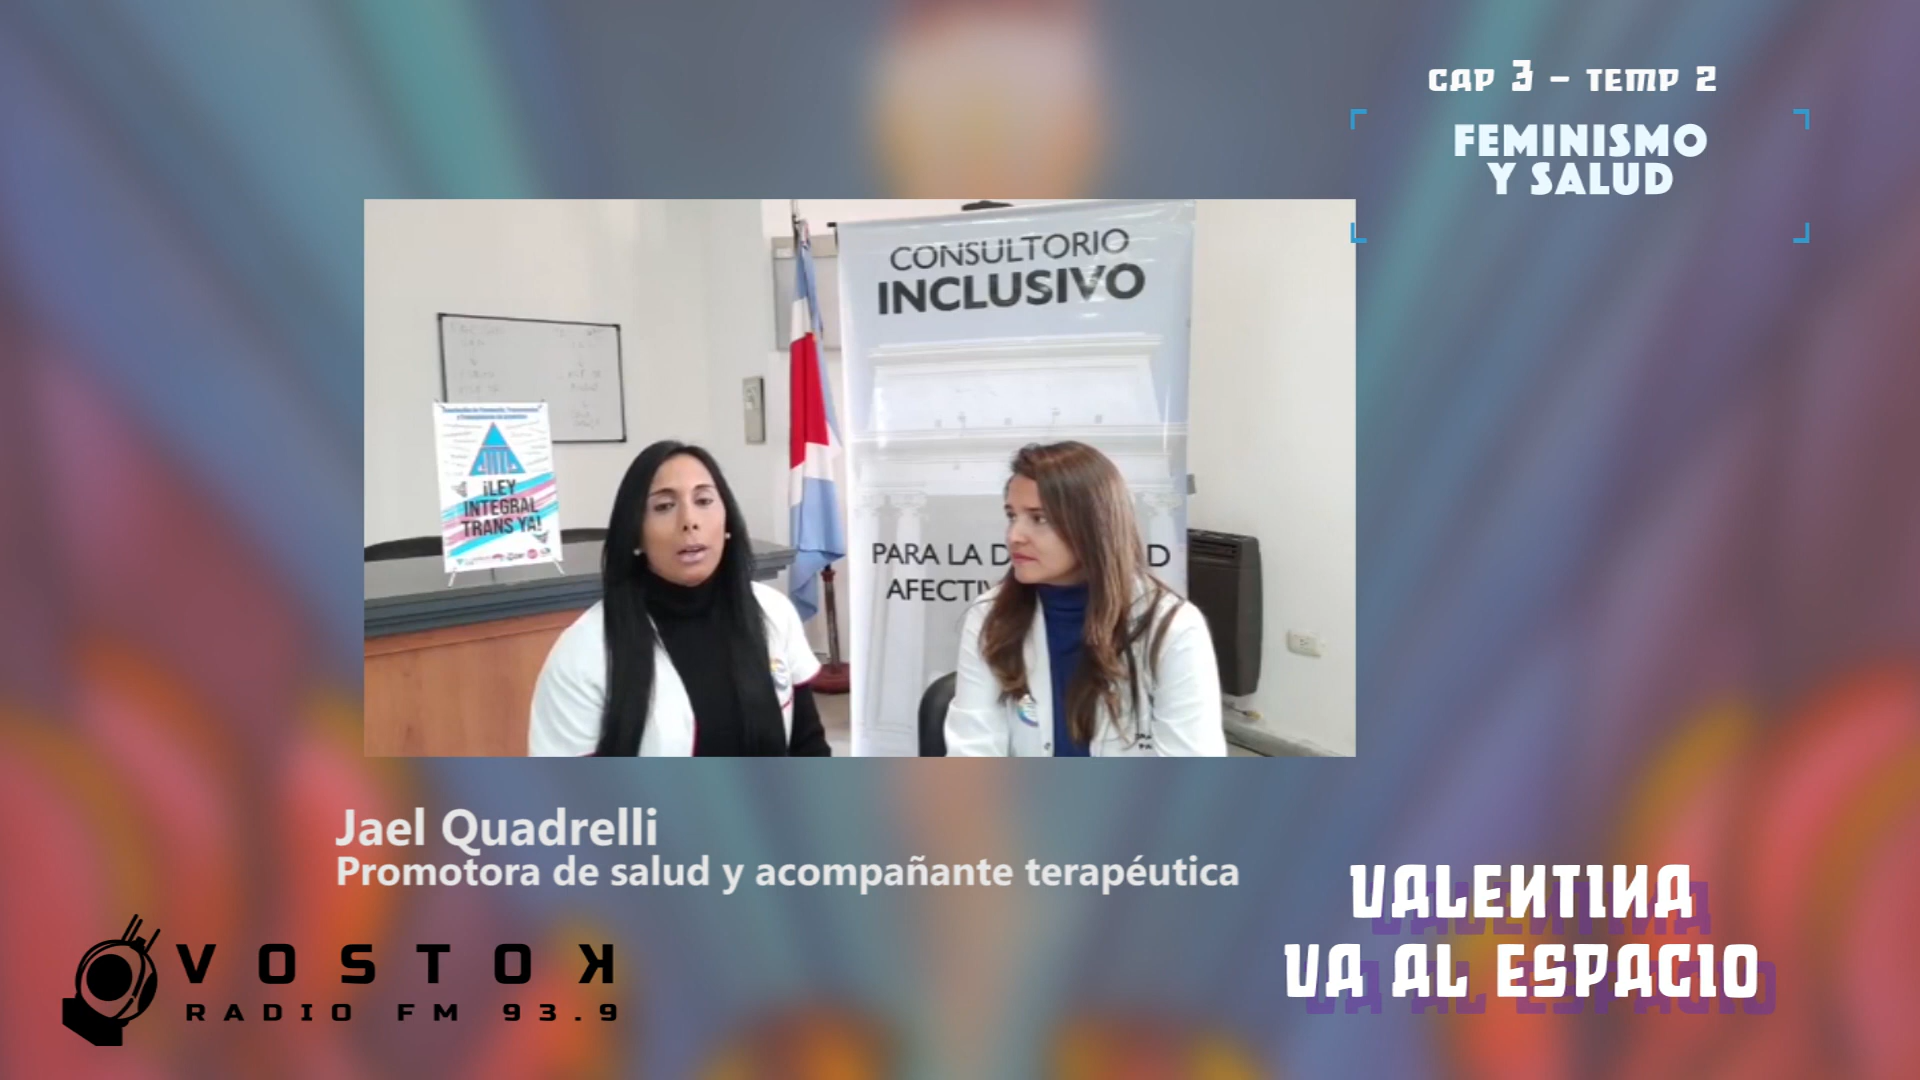 CAP 3 - TEMP 2
FEMINISMO
Y SALUD
CONSULTORIO
INCLUSIVO
PARA LA D
AFECTIV
¡LEY
INTEGRAL
TRANS YA!
Jael Quadrelli
Promotora de salud y acompañante terapéutica
VOSTOK
RADIO FM 93.9
VALENTINA
VA AL ESPACIO